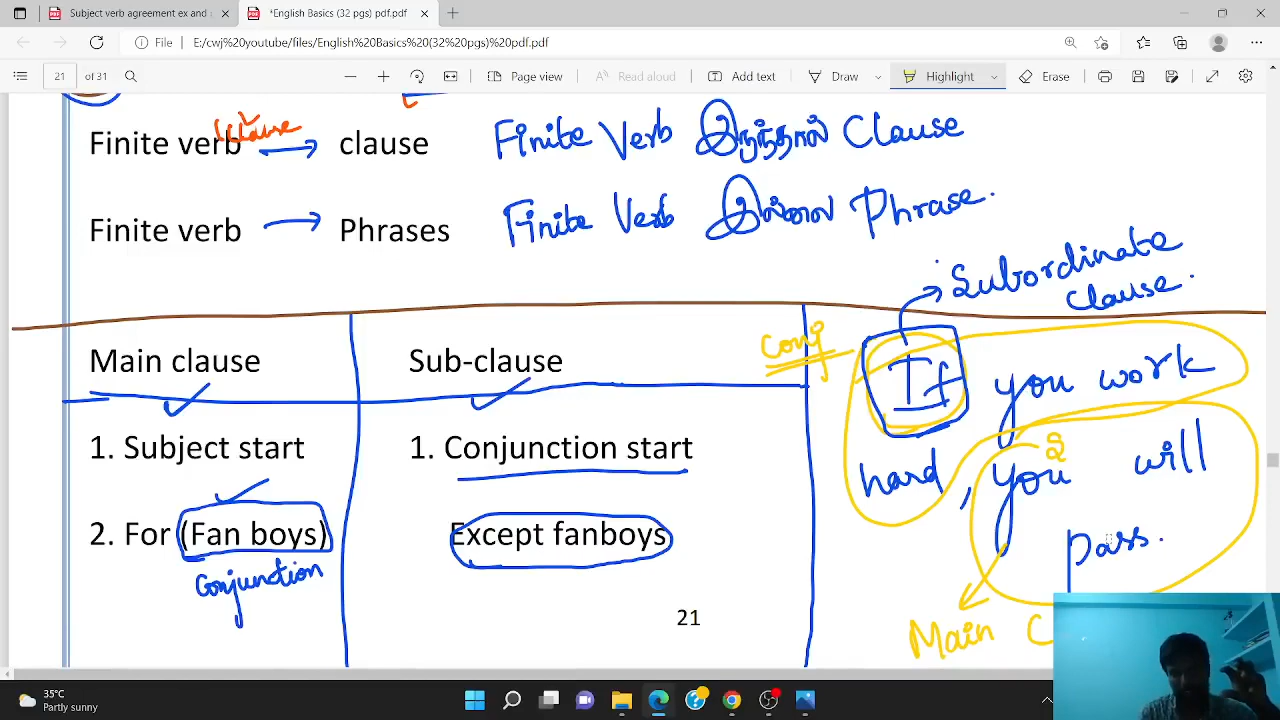 Subject verb agreement ex and
*English Basics (32 pgs) pdf.pdf
File E:/cwj%20youtube/files/English%20Basics%20(32%20pgs)%20pdf.pdf
21 of 31 Page view Read aloud Add text Draw Highlight Erase
Clause
Finite verb → clause Finite Verb இருந்தால் Clause
Finite verb → Phrases Finite Verb இல்லை Phrase.
Subordinate
Clause.
Main clause Sub-clause Conj If you work
1. Subject start 1. Conjunction start hard, you S will
2. For (Fan boys) Except fanboys pass.
Conjunction
21
Main C
35°C
Partly sunny